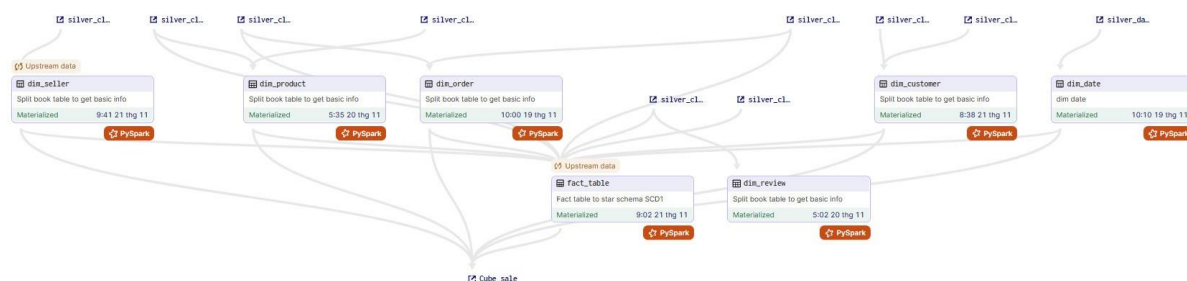 silver_cl…
silver_cl…
silver_cl…
silver_cl…
silver_cl…
silver_cl…
silver_cl…
silver_da…
Upstream data
dim_seller
Split book table to get basic info
Materialized 9:41 21 thg 11
PySpark
dim_product
Split book table to get basic info
Materialized 5:35 20 thg 11
PySpark
dim_order
Split book table to get basic info
Materialized 10:00 19 thg 11
PySpark
silver_cl…
silver_cl…
dim_customer
Split book table to get basic info
Materialized 8:38 21 thg 11
PySpark
dim_date
dim date
Materialized 10:10 19 thg 11
PySpark
Upstream data
fact_table
Fact table to star schema SCD1
Materialized 9:02 21 thg 11
PySpark
dim_review
Split book table to get basic info
Materialized 5:02 20 thg 11
PySpark
Cube sale